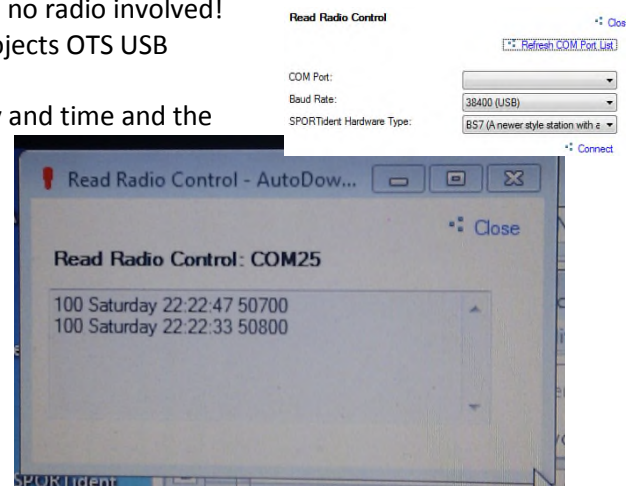 no radio involved!
ojects OTS USB
y and time and the
Read Radio Control
Clos
Refresh COM Port List
COM Port:
Baud Rate:
38400 (USB)
SPORTident Hardware Type:
BS7 (A newer style station with a
Connect
Read Radio Control - AutoDow...
Close
Read Radio Control: COM25
100 Saturday 22:22:47 50700
100 Saturday 22:22:33 50800
SPORTident